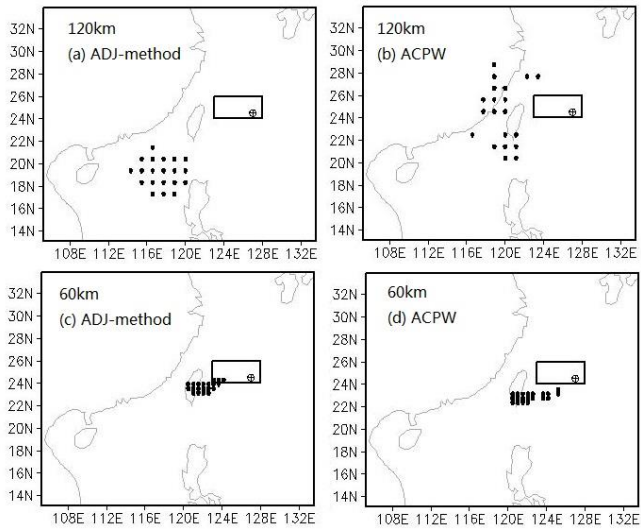 32N 120km
30N (a) ADJ-method
28N
26N
24N
22N
20N
18N
16N
14N
108E 112E 116E 120E 124E 128E 132E
32N 120km
30N (b) ACPW
28N
26N
24N
22N
20N
18N
16N
14N
108E 112E 116E 120E 124E 128E 132E
32N 60km
30N (c) ADJ-method
28N
26N
24N
22N
20N
18N
16N
14N
108E 112E 116E 120E 124E 128E 132E
32N 60km
30N (d) ACPW
28N
26N
24N
22N
20N
18N
16N
14N
108E 112E 116E 120E 124E 128E 132E